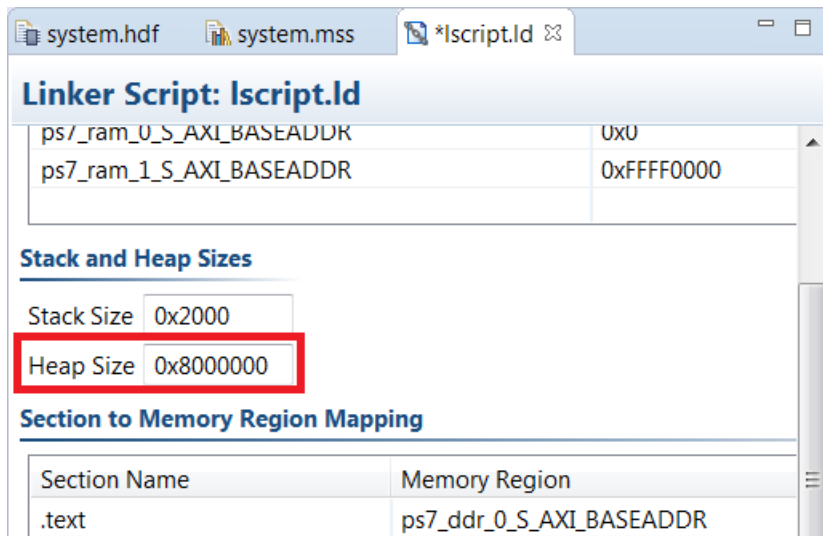 system.hdf system.mss *lscript.ld
Linker Script: lscript.ld
ps7_ram_0_S_AXI_BASEADDR 0x0
ps7_ram_1_S_AXI_BASEADDR 0xFFFF0000
Stack and Heap Sizes
Stack Size 0x2000
Heap Size 0x8000000
Section to Memory Region Mapping
Section Name Memory Region
.text ps7_ddr_0_S_AXI_BASEADDR